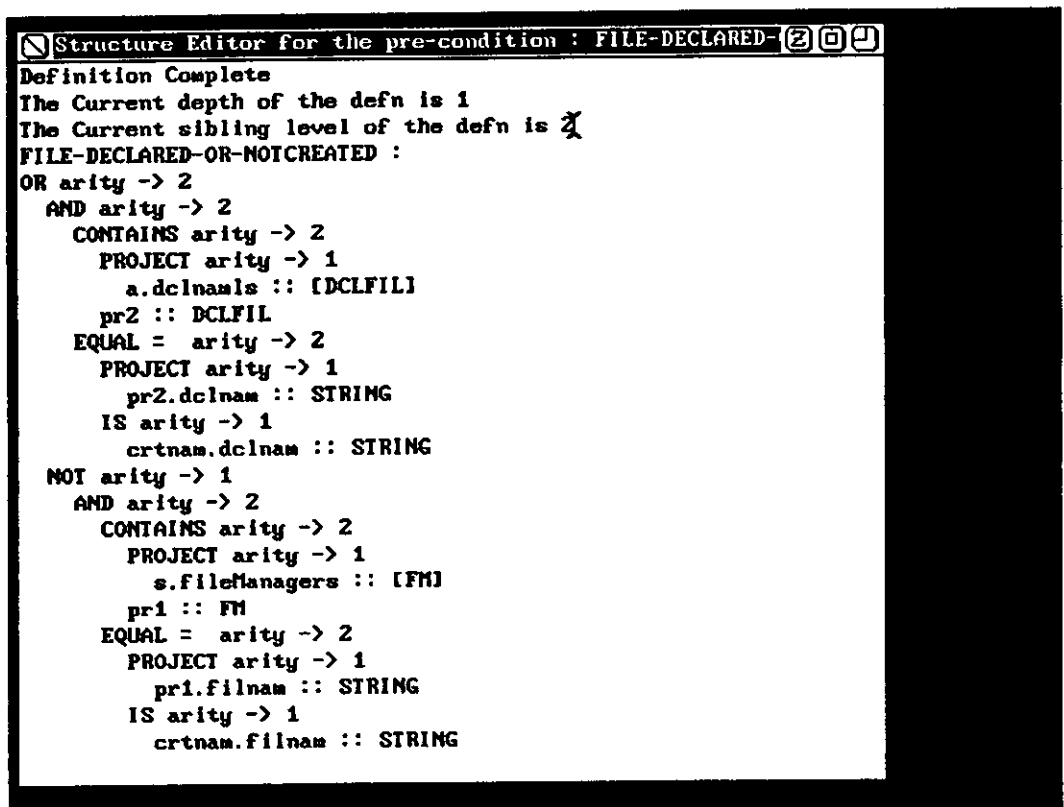 Structure Editor for the pre-condition : FILE-DECLARED-
Definition Complete
The Current depth of the defn is 1
The Current sibling level of the defn is 2
FILE-DECLARED-OR-NOTCREATED :
OR arity -> 2
AND arity -> 2
CONTAINS arity -> 2
PROJECT arity -> 1
a.dclnamls :: [DCLFIL]
pr2 :: DCLFIL
EQUAL = arity -> 2
PROJECT arity -> 1
pr2.dclnam :: STRING
IS arity -> 1
crtnam.dclnam :: STRING
NOT arity -> 1
AND arity -> 2
CONTAINS arity -> 2
PROJECT arity -> 1
s.fileManagers :: [FM]
pr1 :: FM
EQUAL = arity -> 2
PROJECT arity -> 1
pr1.filnam :: STRING
IS arity -> 1
crtnam.filnam :: STRING